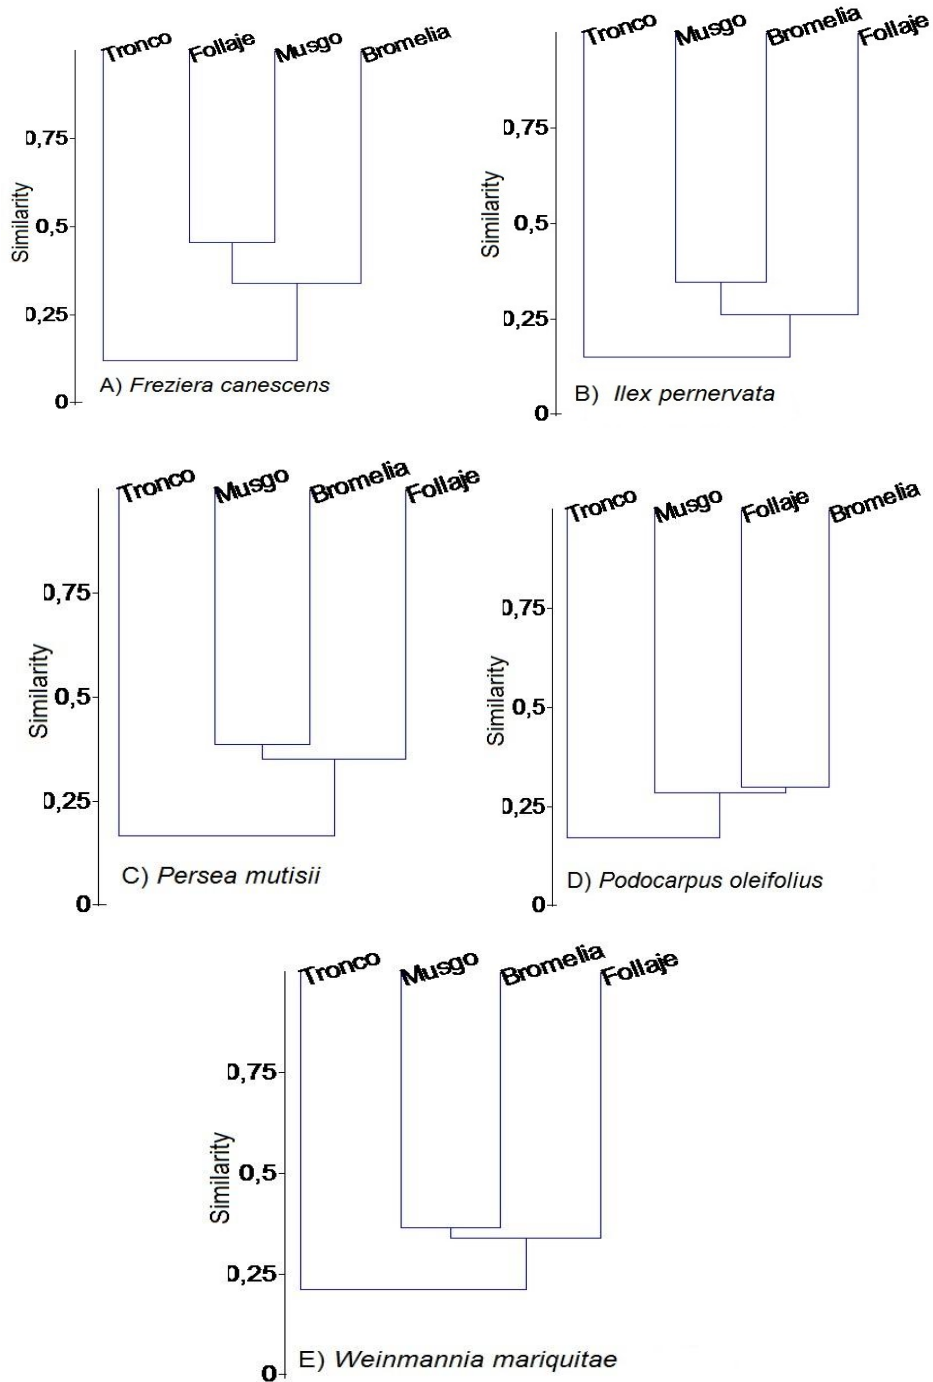 Tronco Follaje Musgo Bromelia
0,75
0,5
0,25
0
Similarity
A) Freziera canescens
Tronco Musgo Bromelia Follaje
0,75
0,5
0,25
0
Similarity
B) Ilex pernervata
Tronco Musgo Bromelia Follaje
0,75
0,5
0,25
0
Similarity
C) Persea mutisii
Tronco Musgo Follaje Bromelia
0,75
0,5
0,25
0
Similarity
D) Podocarpus oleifolius
Tronco Musgo Bromelia Follaje
0,75
0,5
0,25
0
Similarity
E) Weinmannia mariquitae